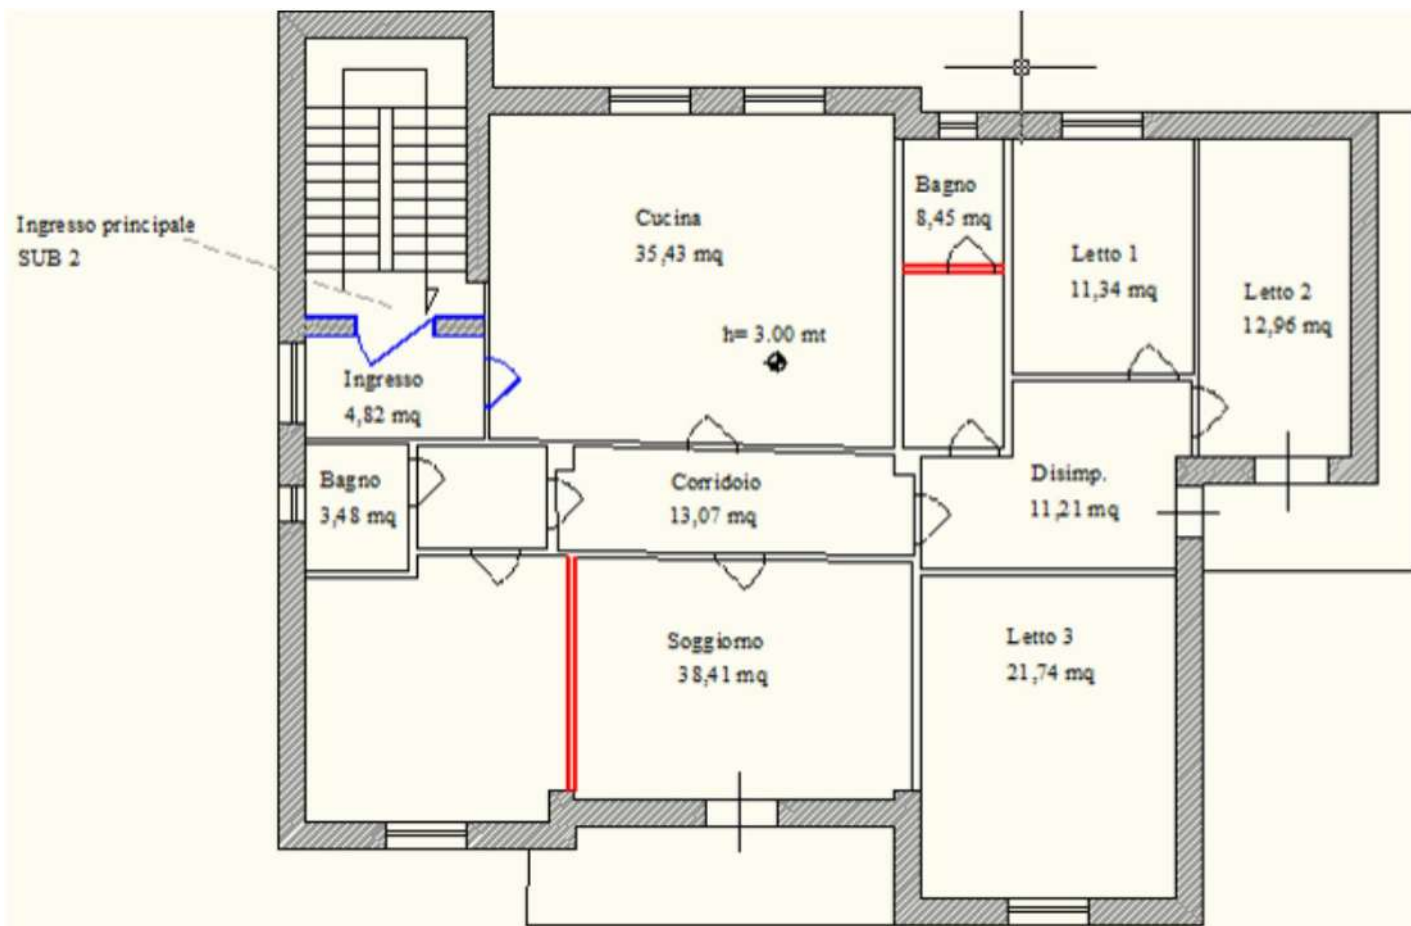 Ingresso principale
SUB 2
Cucina
35,43 mq
h= 3.00 mt
Bagno
8,45 mq
Letto 1
11,34 mq
Letto 2
12,96 mq
Ingresso
4,82 mq
Bagno
3,48 mq
Corridoio
13,07 mq
Disimp.
11,21 mq
Soggiorno
38,41 mq
Letto 3
21,74 mq